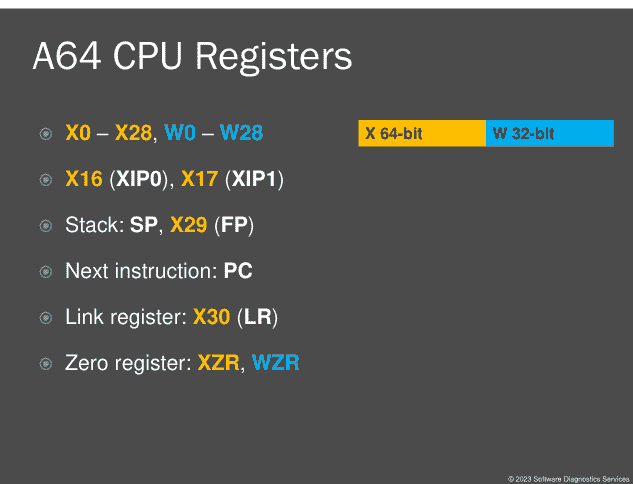 A64 CPU Registers
X0 – X28, W0 – W28
X 64-bit W 32-bit
X16 (XIP0), X17 (XIP1)
Stack: SP, X29 (FP)
Next instruction: PC
Link register: X30 (LR)
Zero register: XZR, WZR
© 2023 Software Diagnostics Services